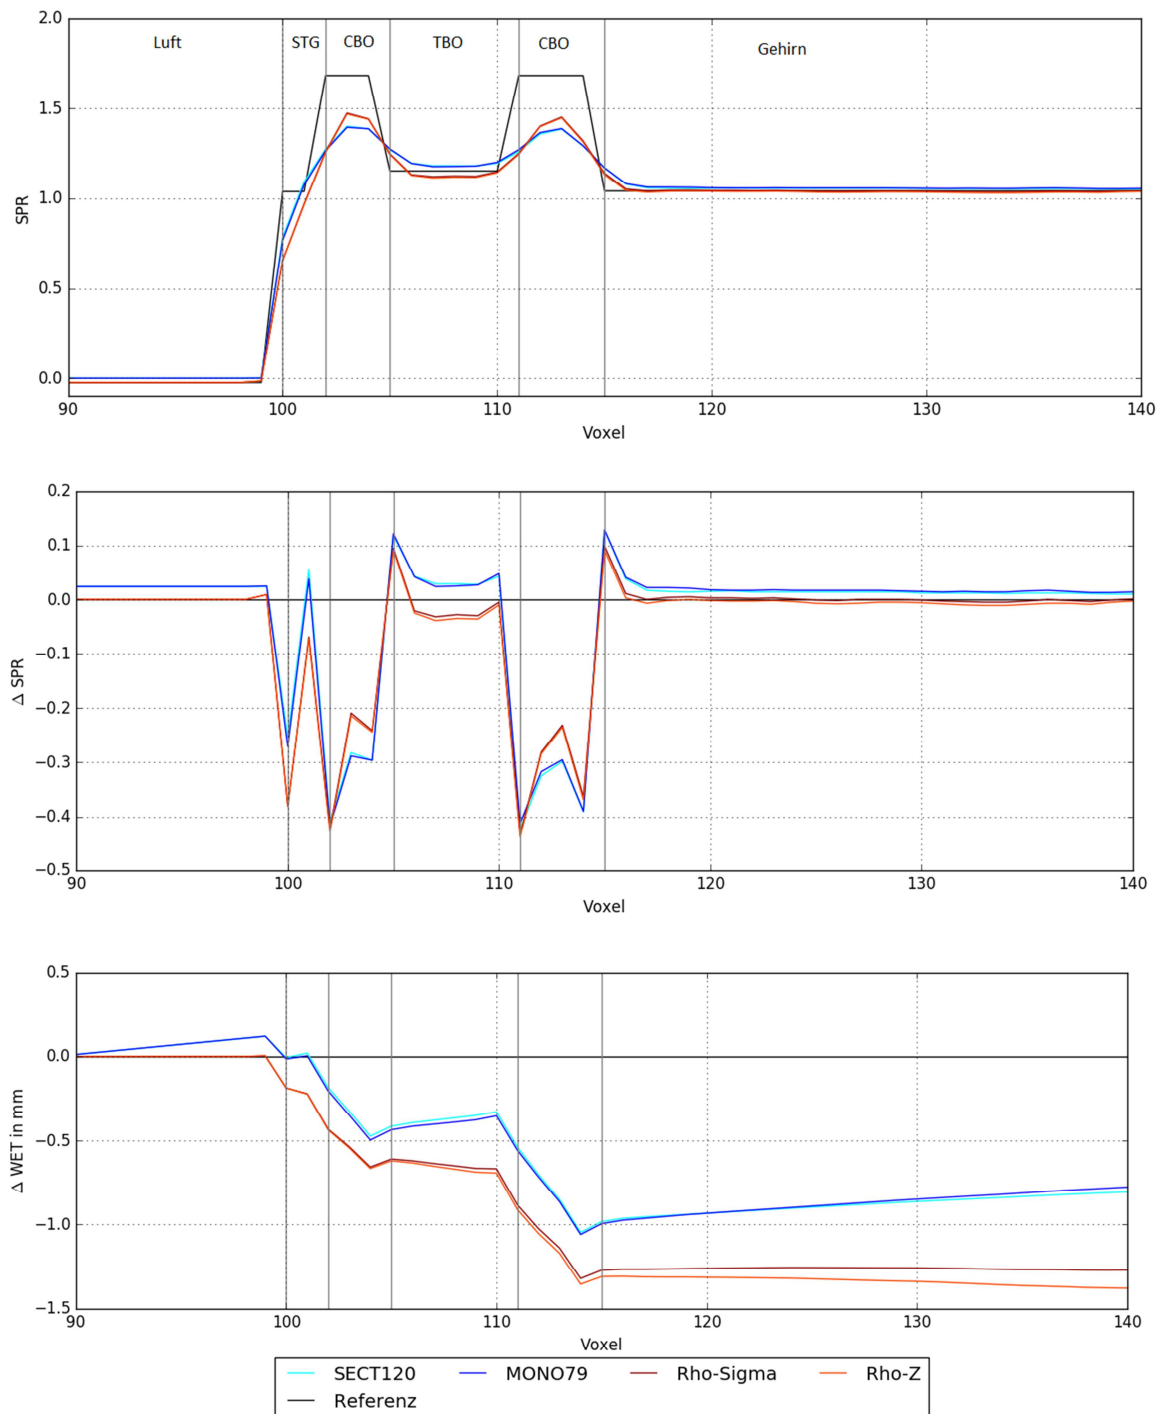 2.0
Luft STG CBO TBO CBO Gehirn
1.5
1.0
SPR
0.5
0.0
90 100 110 120 130 140
Voxel
0.2
0.1
0.0
−0.1
Δ SPR
−0.2
−0.3
−0.4
−0.5
90 100 110 120 130 140
Voxel
0.5
0.0
Δ WET in mm
−0.5
−1.0
−1.5
90 100 110 120 130 140
Voxel
SECT120 MONO79 Rho-Sigma Rho-Z
Referenz